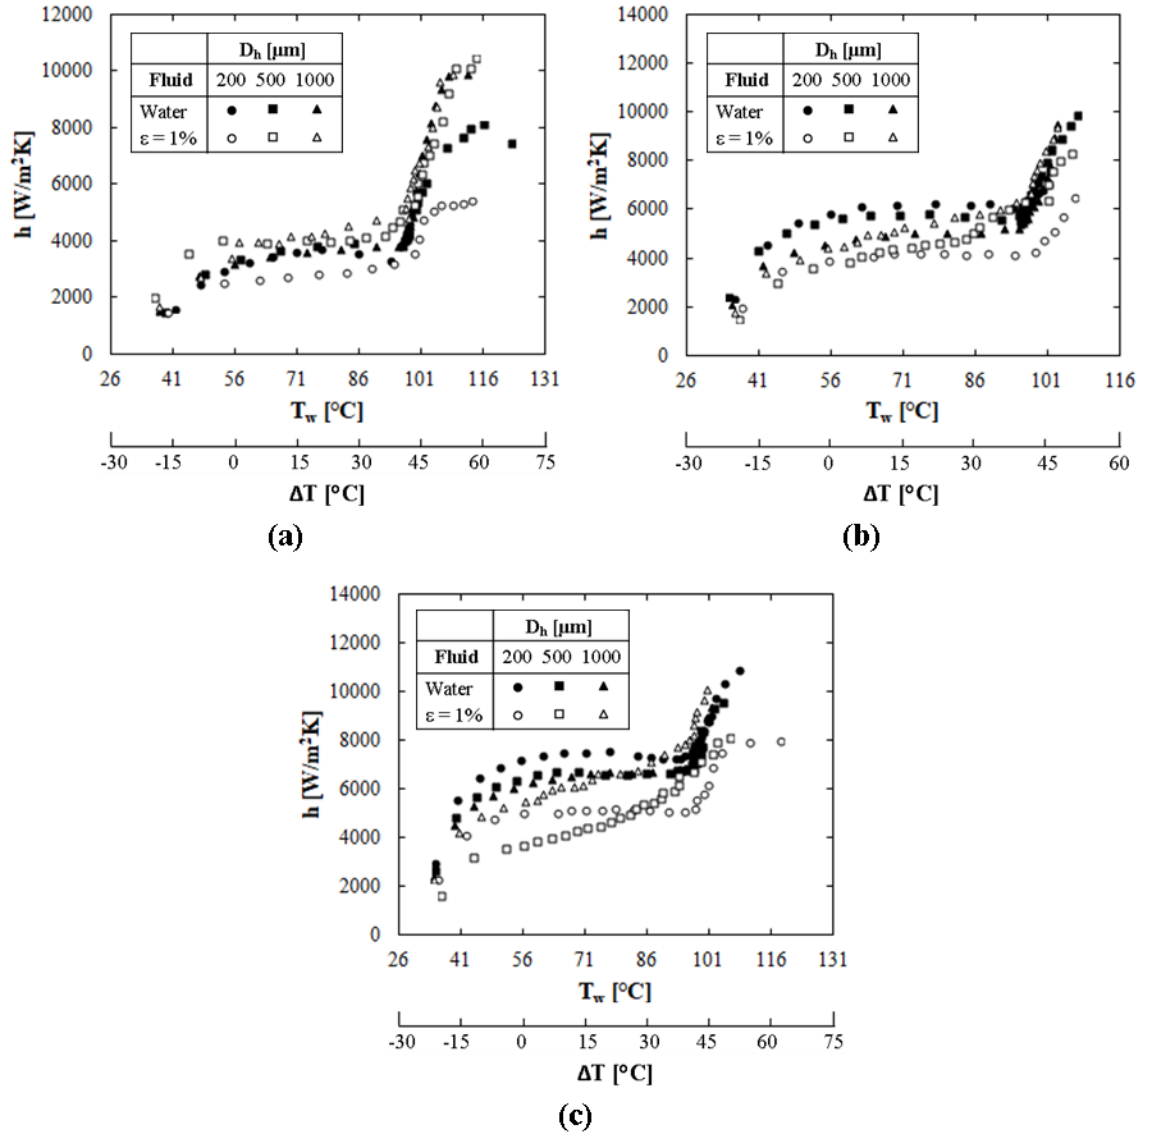 12000
10000
8000
6000
4000
2000
0
h [W/m²K]
Dₕ [µm]
Fluid 200 500 1000
Water
ε = 1%
26 41 56 71 86 101 116 131
T_w [°C]
-30 -15 0 15 30 45 60 75
ΔT [°C]
(a)
14000
12000
10000
8000
6000
4000
2000
0
h [W/m²K]
Dₕ [µm]
Fluid 200 500 1000
Water
ε = 1%
26 41 56 71 86 101 116
T_w [°C]
-30 -15 0 15 30 45 60
ΔT [°C]
(b)
14000
12000
10000
8000
6000
4000
2000
0
h [W/m²K]
Dₕ [µm]
Fluid 200 500 1000
Water
ε = 1%
26 41 56 71 86 101 116 131
T_w [°C]
-30 -15 0 15 30 45 60 75
ΔT [°C]
(c)